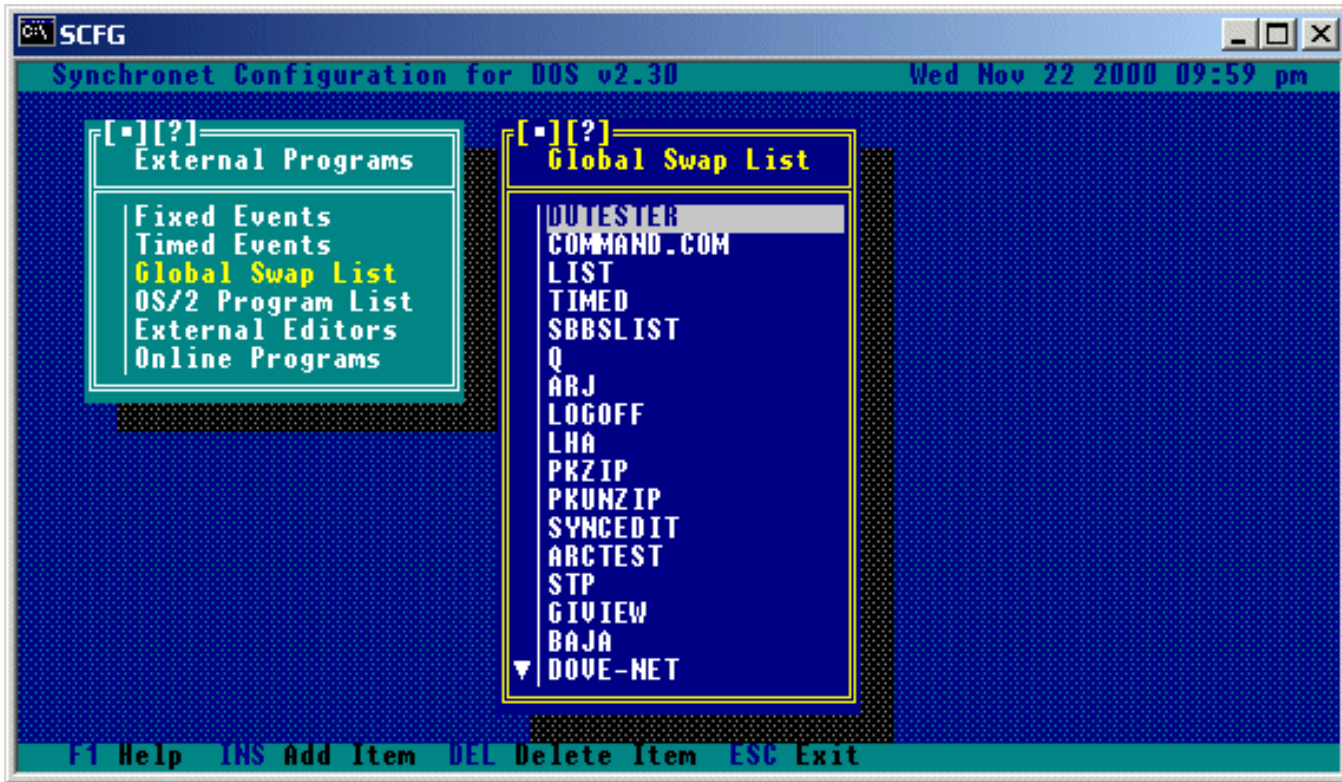 SCFG
Synchronet Configuration for DOS v2.30 Wed Nov 22 2000 09:59 pm
[▪][?]
External Programs
Fixed Events
Timed Events
Global Swap List
OS/2 Program List
External Editors
Online Programs
[▪][?]
Global Swap List
DUTESTER
COMMAND.COM
LIST
TIMED
SBBSLIST
Q
ARJ
LOGOFF
LHA
PKZIP
PKUNZIP
SYNCEDIT
ARCTEST
STP
GIVIEW
BAJA
▼ DOVE-NET
F1 Help INS Add Item DEL Delete Item ESC Exit